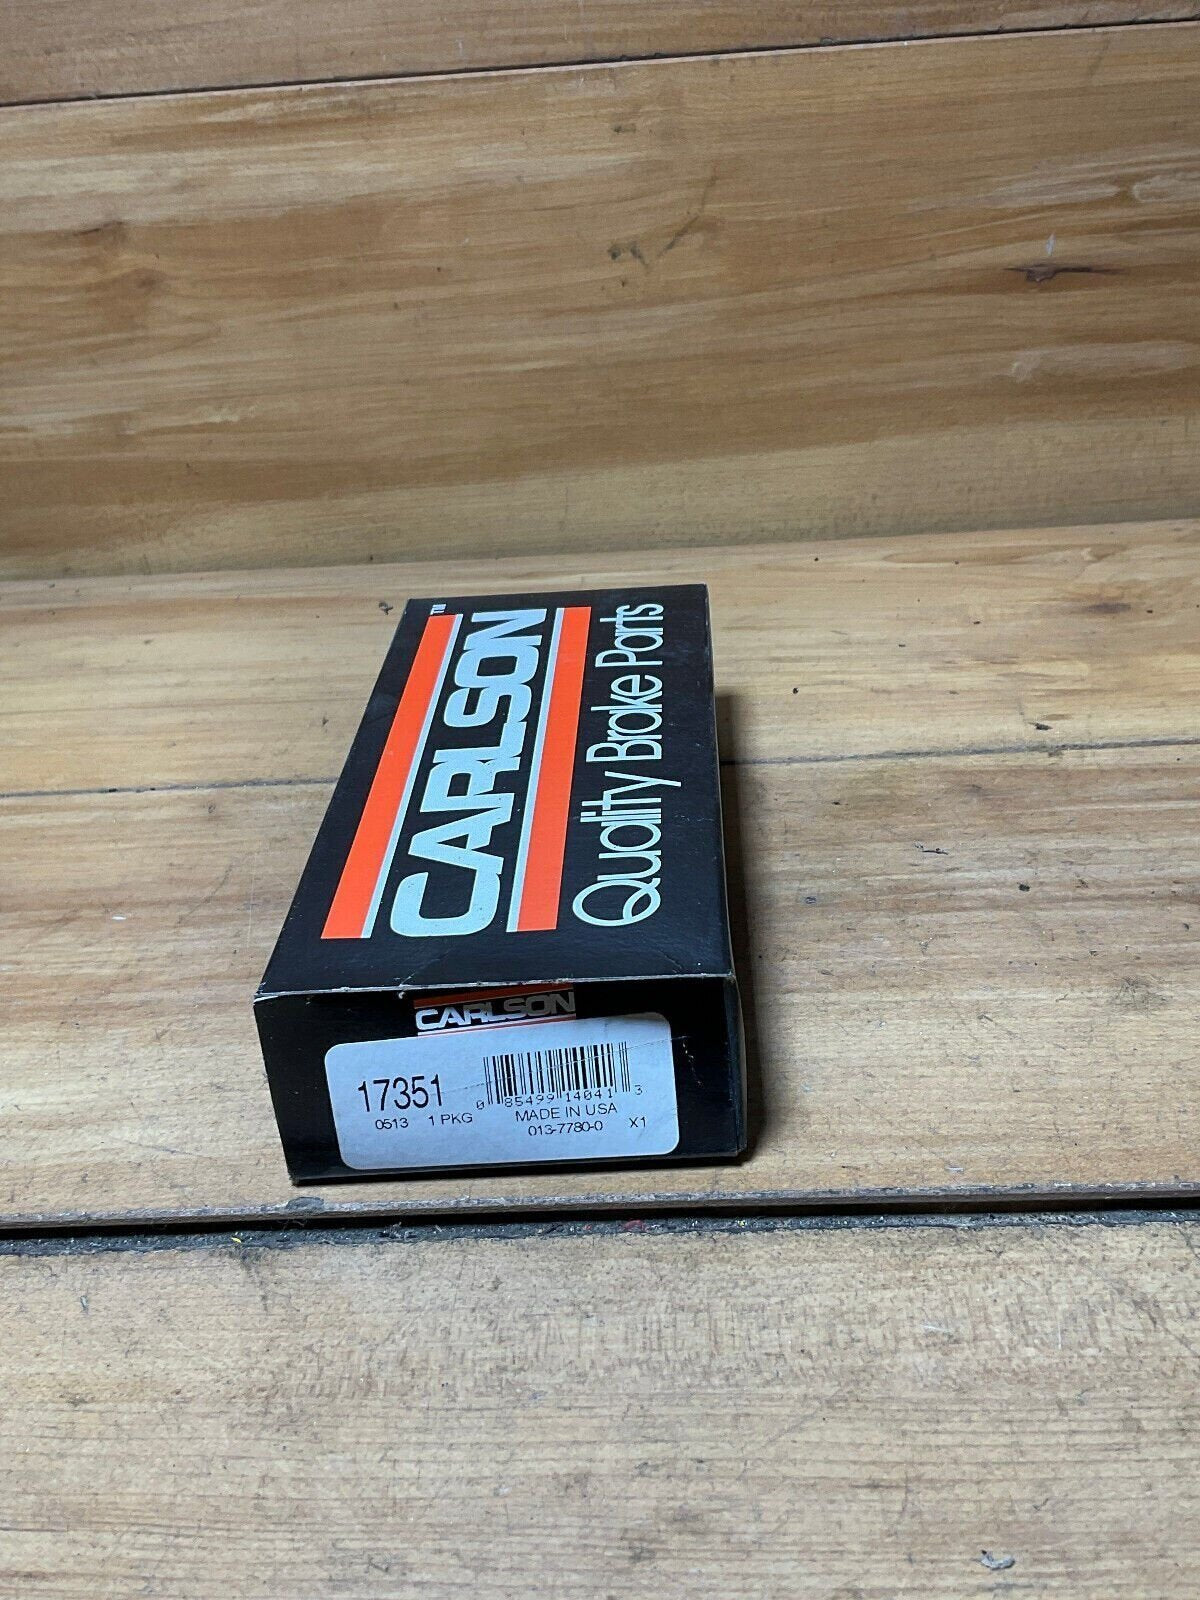 CARLSON™
Quality Brake Parts
CARLSON
17351
0 85499 14041 3
0513 1 PKG
MADE IN USA
013-7780-0 X1